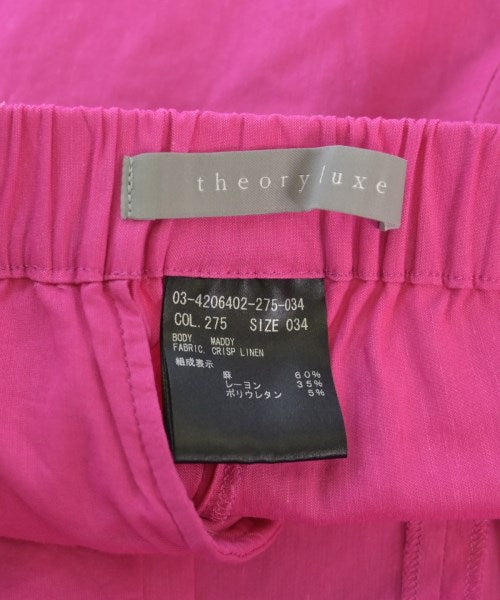 theory luxe
03-4206402-275-034
COL. 275 SIZE 034
BODY MADDY
FABRIC. CRISP LINEN
組成表示
麻 60%
レーヨン 35%
ポリウレタン 5%